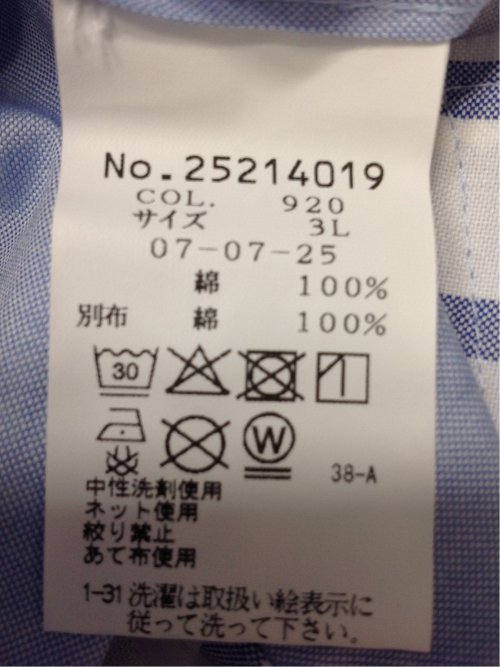 No.25214019
COL. 920
サイズ 3L
07-07-25
綿 100%
別布 綿 100%
30
W
38-A
中性洗剤使用
ネット使用
絞り禁止
あて布使用
1-31 洗濯は取扱い絵表示に
従って洗って下さい。